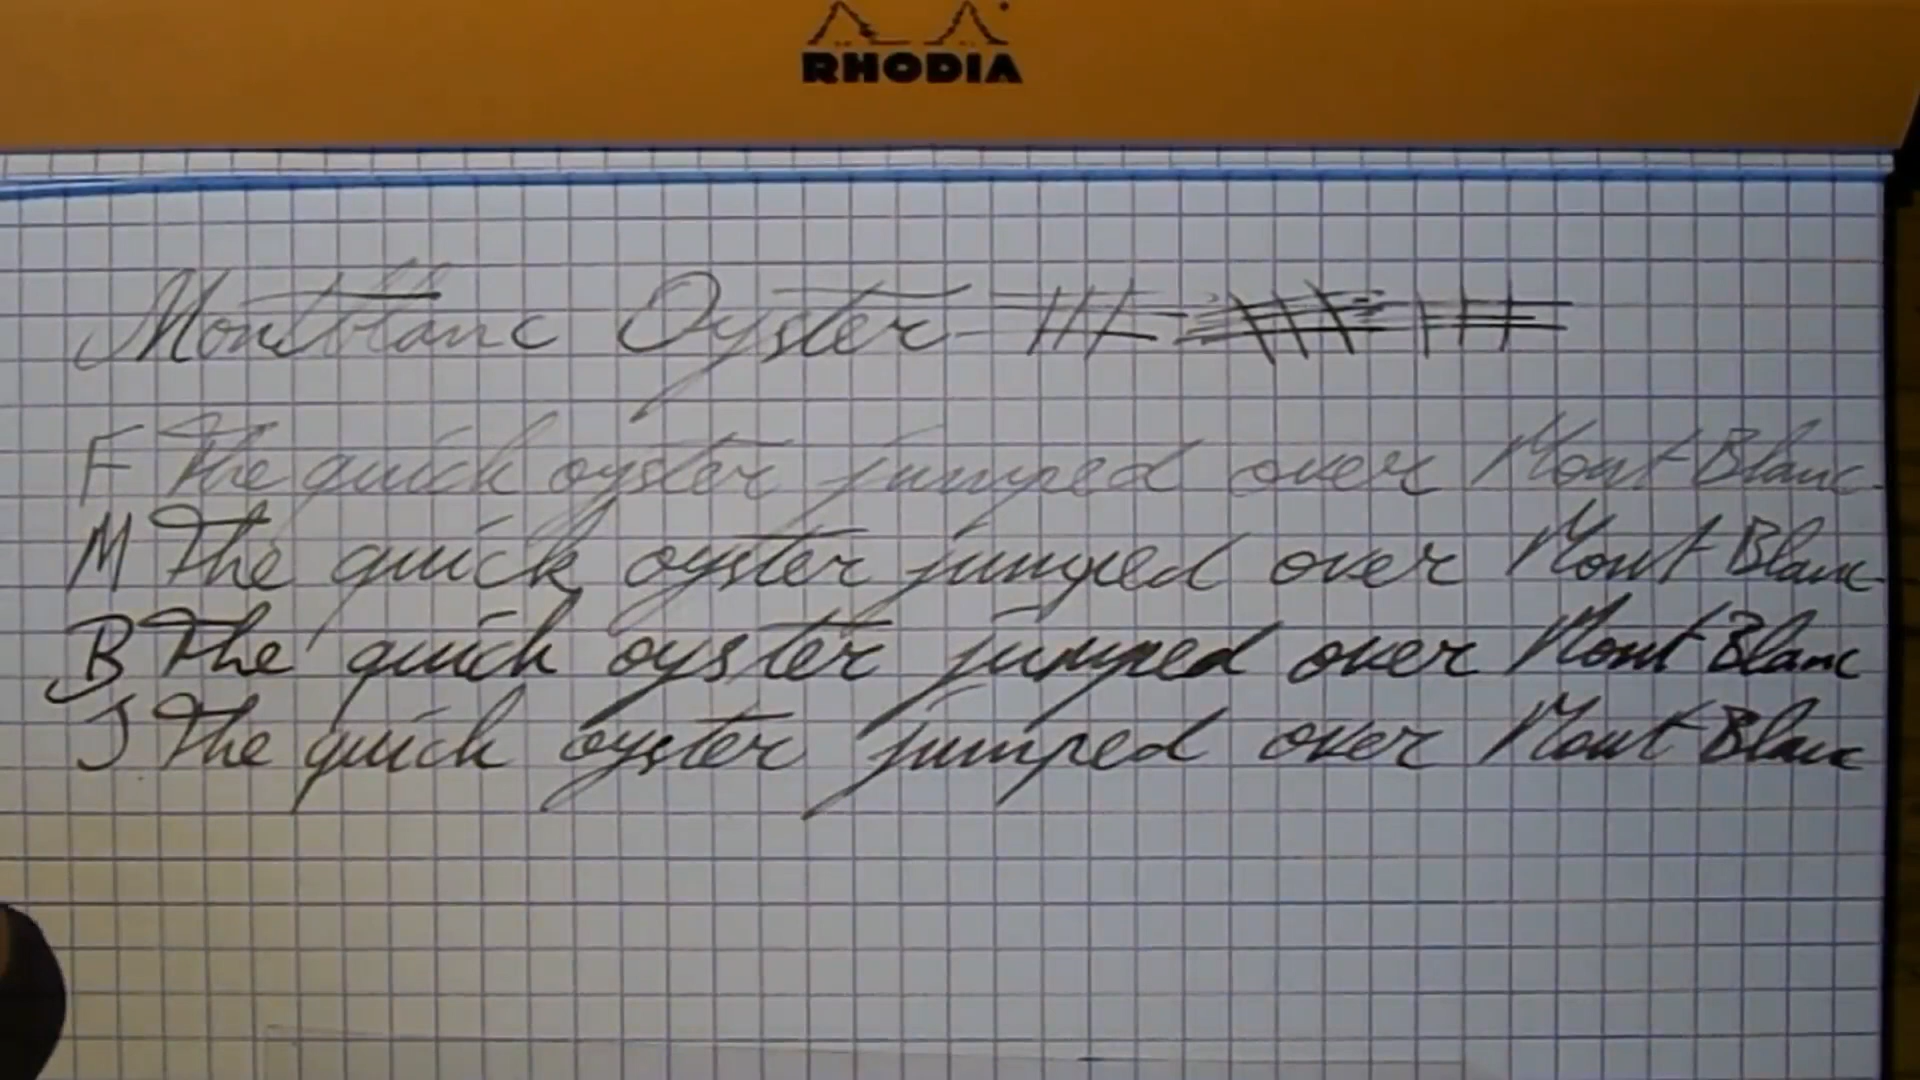 RHODIA
Montblanc Oyster
F The quick oyster jumped over Mont Blanc.
M The quick oyster jumped over Mont Blanc
B The quick oyster jumped over Mont Blanc
J The quick oyster jumped over Mont Blanc